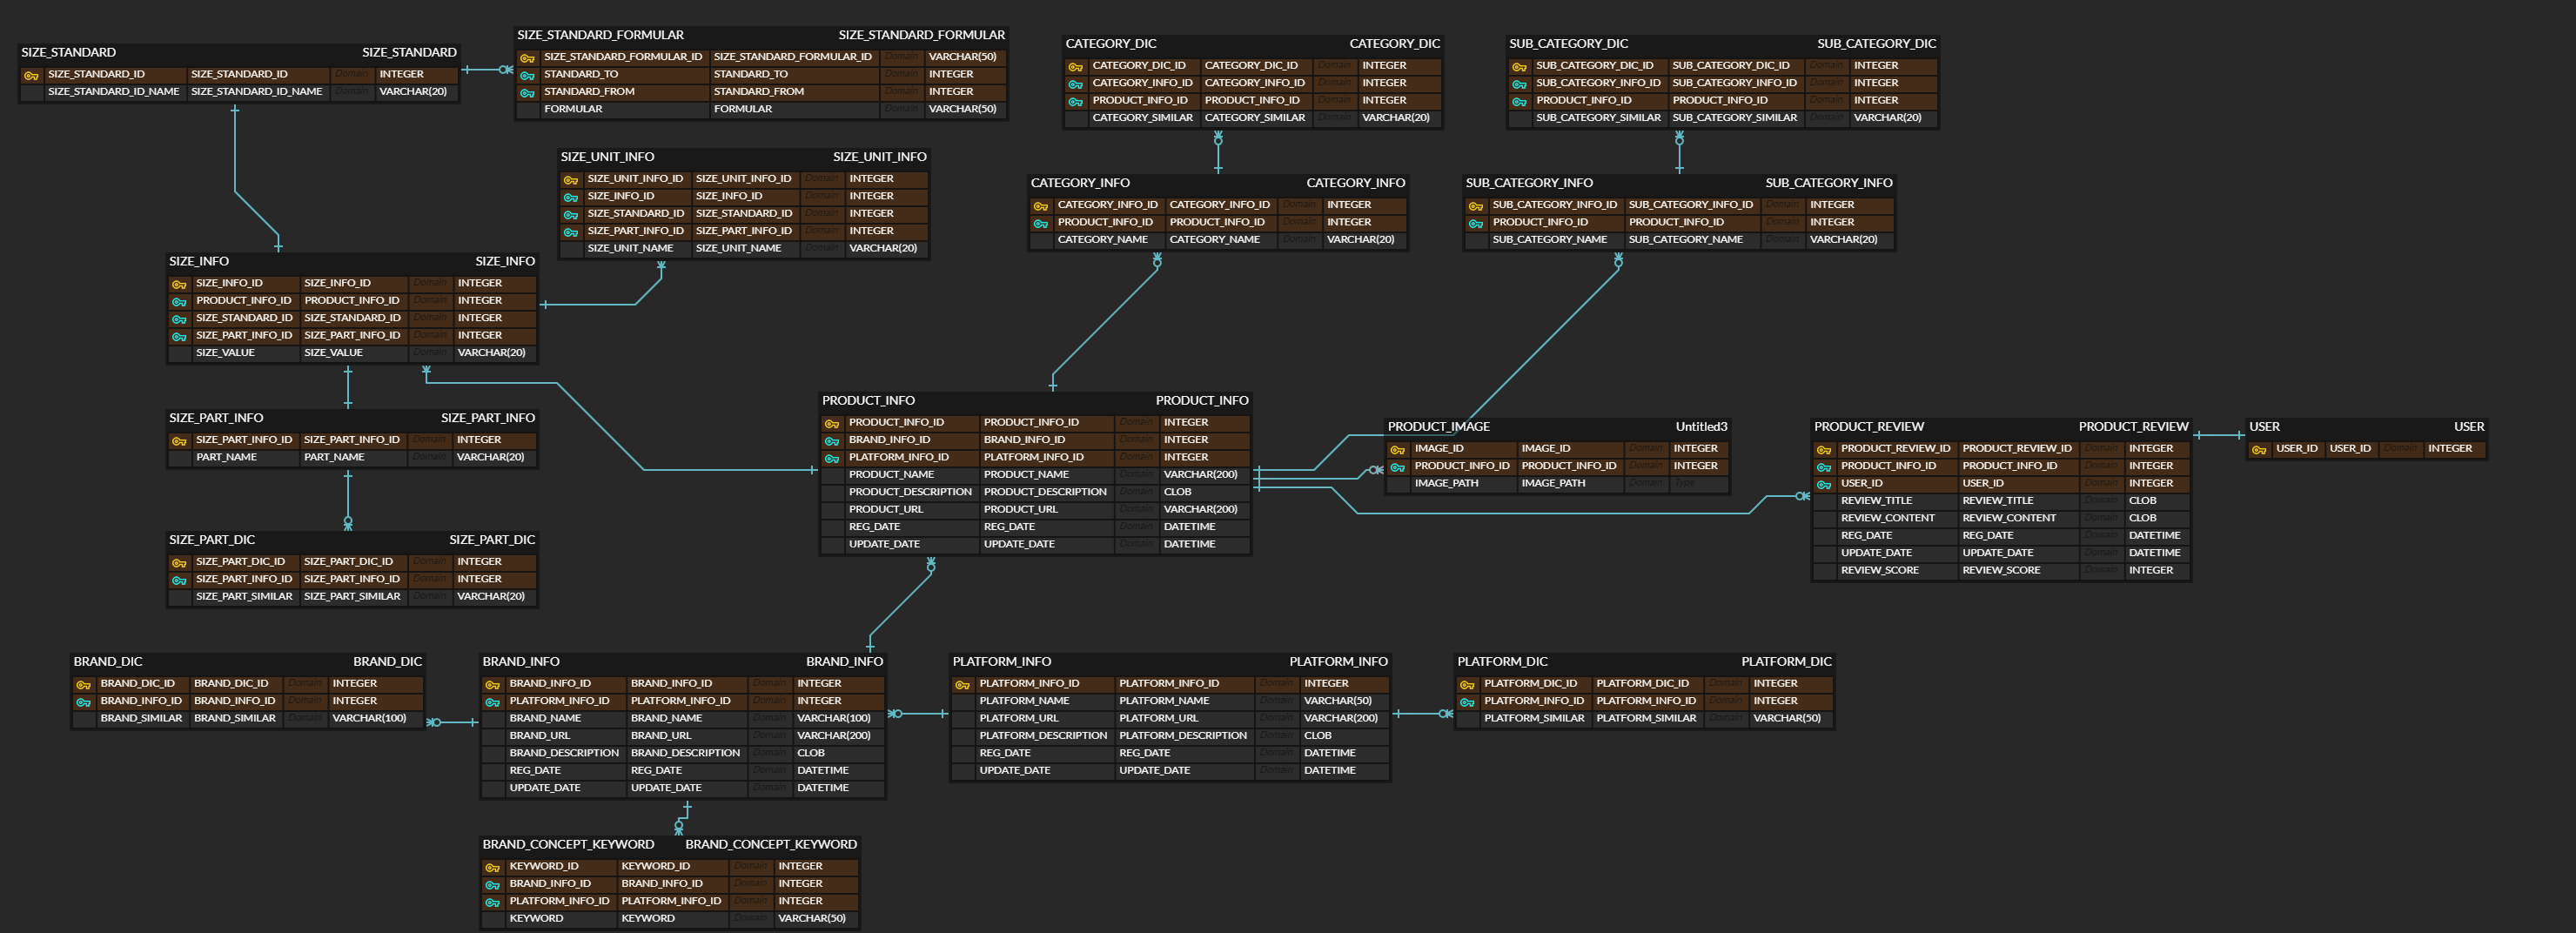 SIZE_STANDARD SIZE_STANDARD
SIZE_STANDARD_ID SIZE_STANDARD_ID Domain INTEGER
SIZE_STANDARD_ID_NAME SIZE_STANDARD_ID_NAME Domain VARCHAR(20)
SIZE_STANDARD_FORMULAR SIZE_STANDARD_FORMULAR
SIZE_STANDARD_FORMULAR_ID SIZE_STANDARD_FORMULAR_ID Domain VARCHAR(50)
STANDARD_TO STANDARD_TO Domain INTEGER
STANDARD_FROM STANDARD_FROM Domain INTEGER
FORMULAR FORMULAR Domain VARCHAR(50)
CATEGORY_DIC CATEGORY_DIC
CATEGORY_DIC_ID CATEGORY_DIC_ID Domain INTEGER
CATEGORY_INFO_ID CATEGORY_INFO_ID Domain INTEGER
PRODUCT_INFO_ID PRODUCT_INFO_ID Domain INTEGER
CATEGORY_SIMILAR CATEGORY_SIMILAR Domain VARCHAR(20)
SUB_CATEGORY_DIC SUB_CATEGORY_DIC
SUB_CATEGORY_DIC_ID SUB_CATEGORY_DIC_ID Domain INTEGER
SUB_CATEGORY_INFO_ID SUB_CATEGORY_INFO_ID Domain INTEGER
PRODUCT_INFO_ID PRODUCT_INFO_ID Domain INTEGER
SUB_CATEGORY_SIMILAR SUB_CATEGORY_SIMILAR Domain VARCHAR(20)
SIZE_UNIT_INFO SIZE_UNIT_INFO
SIZE_UNIT_INFO_ID SIZE_UNIT_INFO_ID Domain INTEGER
SIZE_INFO_ID SIZE_INFO_ID Domain INTEGER
SIZE_STANDARD_ID SIZE_STANDARD_ID Domain INTEGER
SIZE_PART_INFO_ID SIZE_PART_INFO_ID Domain INTEGER
SIZE_UNIT_NAME SIZE_UNIT_NAME Domain VARCHAR(20)
CATEGORY_INFO CATEGORY_INFO
CATEGORY_INFO_ID CATEGORY_INFO_ID Domain INTEGER
PRODUCT_INFO_ID PRODUCT_INFO_ID Domain INTEGER
CATEGORY_NAME CATEGORY_NAME Domain VARCHAR(20)
SUB_CATEGORY_INFO SUB_CATEGORY_INFO
SUB_CATEGORY_INFO_ID SUB_CATEGORY_INFO_ID Domain INTEGER
PRODUCT_INFO_ID PRODUCT_INFO_ID Domain INTEGER
SUB_CATEGORY_NAME SUB_CATEGORY_NAME Domain VARCHAR(20)
SIZE_INFO SIZE_INFO
SIZE_INFO_ID SIZE_INFO_ID Domain INTEGER
PRODUCT_INFO_ID PRODUCT_INFO_ID Domain INTEGER
SIZE_STANDARD_ID SIZE_STANDARD_ID Domain INTEGER
SIZE_PART_INFO_ID SIZE_PART_INFO_ID Domain INTEGER
SIZE_VALUE SIZE_VALUE Domain VARCHAR(20)
SIZE_PART_INFO SIZE_PART_INFO
SIZE_PART_INFO_ID SIZE_PART_INFO_ID Domain INTEGER
PART_NAME PART_NAME Domain VARCHAR(20)
PRODUCT_INFO PRODUCT_INFO
PRODUCT_INFO_ID PRODUCT_INFO_ID Domain INTEGER
BRAND_INFO_ID BRAND_INFO_ID Domain INTEGER
PLATFORM_INFO_ID PLATFORM_INFO_ID Domain INTEGER
PRODUCT_NAME PRODUCT_NAME Domain VARCHAR(200)
PRODUCT_DESCRIPTION PRODUCT_DESCRIPTION Domain CLOB
PRODUCT_URL PRODUCT_URL Domain VARCHAR(200)
REG_DATE REG_DATE Domain DATETIME
UPDATE_DATE UPDATE_DATE Domain DATETIME
PRODUCT_IMAGE Untitled3
IMAGE_ID IMAGE_ID Domain INTEGER
PRODUCT_INFO_ID PRODUCT_INFO_ID Domain INTEGER
IMAGE_PATH IMAGE_PATH Domain Type
PRODUCT_REVIEW PRODUCT_REVIEW
PRODUCT_REVIEW_ID PRODUCT_REVIEW_ID Domain INTEGER
PRODUCT_INFO_ID PRODUCT_INFO_ID Domain INTEGER
USER_ID USER_ID Domain INTEGER
REVIEW_TITLE REVIEW_TITLE Domain CLOB
REVIEW_CONTENT REVIEW_CONTENT Domain CLOB
REG_DATE REG_DATE Domain DATETIME
UPDATE_DATE UPDATE_DATE Domain DATETIME
REVIEW_SCORE REVIEW_SCORE Domain INTEGER
USER USER
USER_ID USER_ID Domain INTEGER
SIZE_PART_DIC SIZE_PART_DIC
SIZE_PART_DIC_ID SIZE_PART_DIC_ID Domain INTEGER
SIZE_PART_INFO_ID SIZE_PART_INFO_ID Domain INTEGER
SIZE_PART_SIMILAR SIZE_PART_SIMILAR Domain VARCHAR(20)
BRAND_DIC BRAND_DIC
BRAND_DIC_ID BRAND_DIC_ID Domain INTEGER
BRAND_INFO_ID BRAND_INFO_ID Domain INTEGER
BRAND_SIMILAR BRAND_SIMILAR Domain VARCHAR(100)
BRAND_INFO BRAND_INFO
BRAND_INFO_ID BRAND_INFO_ID Domain INTEGER
PLATFORM_INFO_ID PLATFORM_INFO_ID Domain INTEGER
BRAND_NAME BRAND_NAME Domain VARCHAR(100)
BRAND_URL BRAND_URL Domain VARCHAR(200)
BRAND_DESCRIPTION BRAND_DESCRIPTION Domain CLOB
REG_DATE REG_DATE Domain DATETIME
UPDATE_DATE UPDATE_DATE Domain DATETIME
PLATFORM_INFO PLATFORM_INFO
PLATFORM_INFO_ID PLATFORM_INFO_ID Domain INTEGER
PLATFORM_NAME PLATFORM_NAME Domain VARCHAR(50)
PLATFORM_URL PLATFORM_URL Domain VARCHAR(200)
PLATFORM_DESCRIPTION PLATFORM_DESCRIPTION Domain CLOB
REG_DATE REG_DATE Domain DATETIME
UPDATE_DATE UPDATE_DATE Domain DATETIME
PLATFORM_DIC PLATFORM_DIC
PLATFORM_DIC_ID PLATFORM_DIC_ID Domain INTEGER
PLATFORM_INFO_ID PLATFORM_INFO_ID Domain INTEGER
PLATFORM_SIMILAR PLATFORM_SIMILAR Domain VARCHAR(50)
BRAND_CONCEPT_KEYWORD BRAND_CONCEPT_KEYWORD
KEYWORD_ID KEYWORD_ID Domain INTEGER
BRAND_INFO_ID BRAND_INFO_ID Domain INTEGER
PLATFORM_INFO_ID PLATFORM_INFO_ID Domain INTEGER
KEYWORD KEYWORD Domain VARCHAR(50)